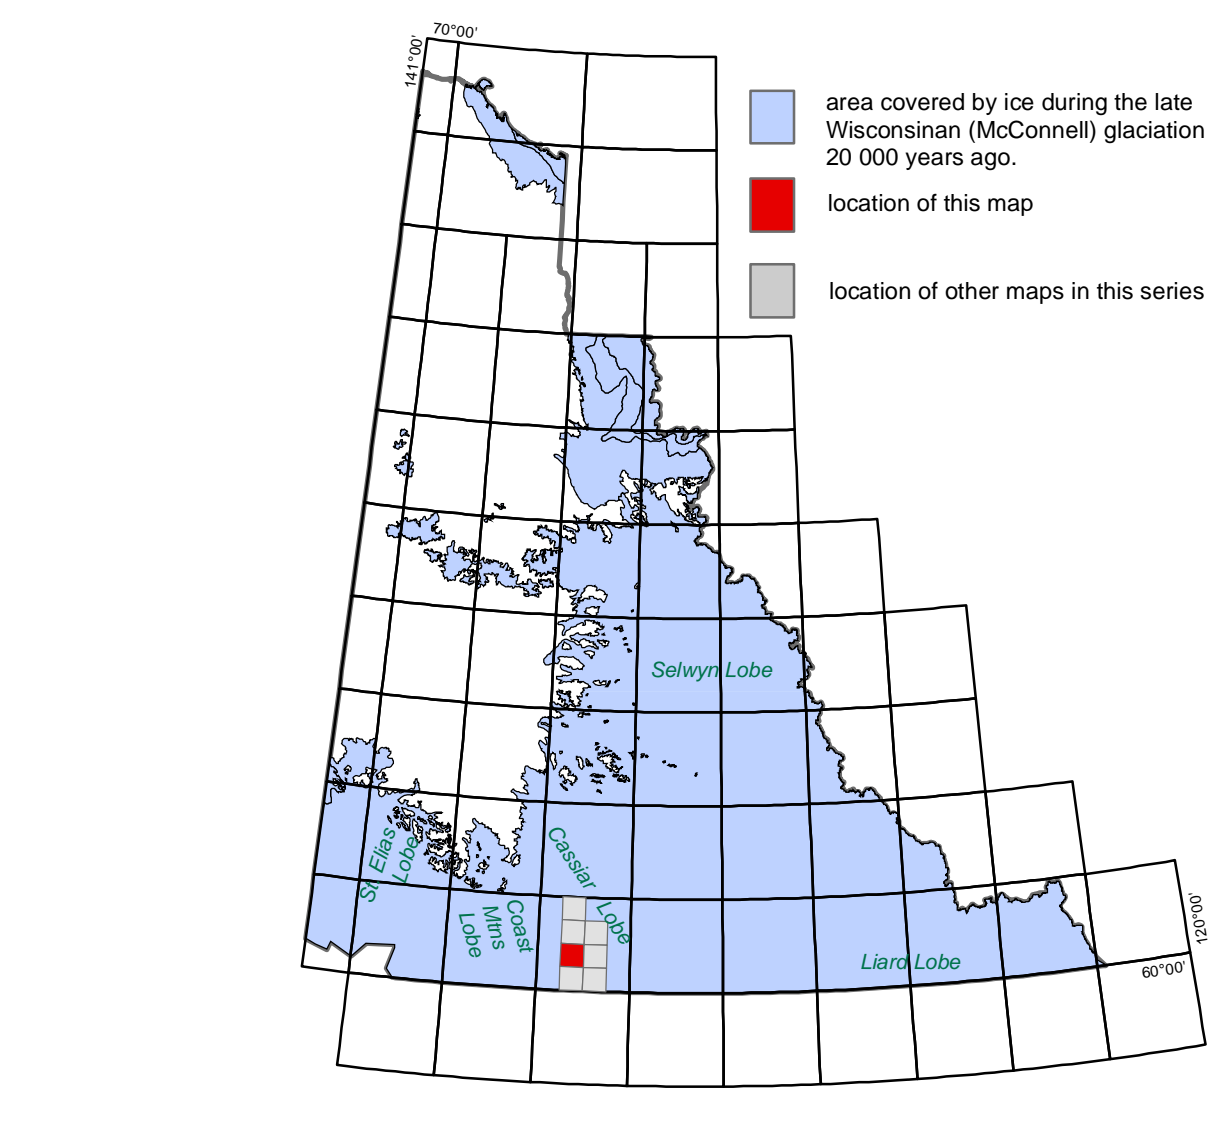 70°00'
141°00'
area covered by ice during the late
Wisconsinan (McConnell) glaciation
20 000 years ago.
location of this map
location of other maps in this series
Selwyn Lobe
St. Elias
Lobe
Cassiar
Lobe
Coast
Mtns
Lobe
Liard Lobe
120°00'
60°00'